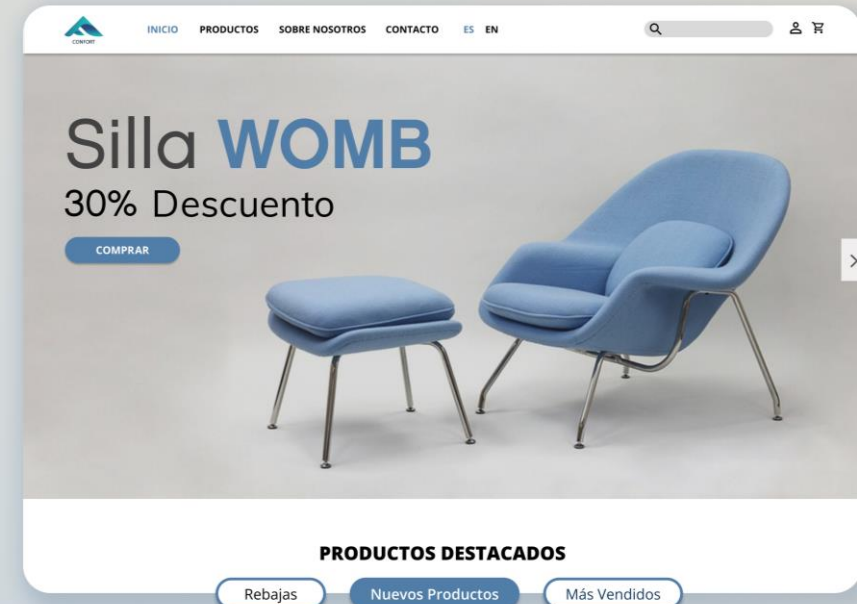 CONFORT
INICIO PRODUCTOS SOBRE NOSOTROS CONTACTO ES EN
Silla WOMB
30% Descuento
COMPRAR
PRODUCTOS DESTACADOS
Rebajas Nuevos Productos Más Vendidos